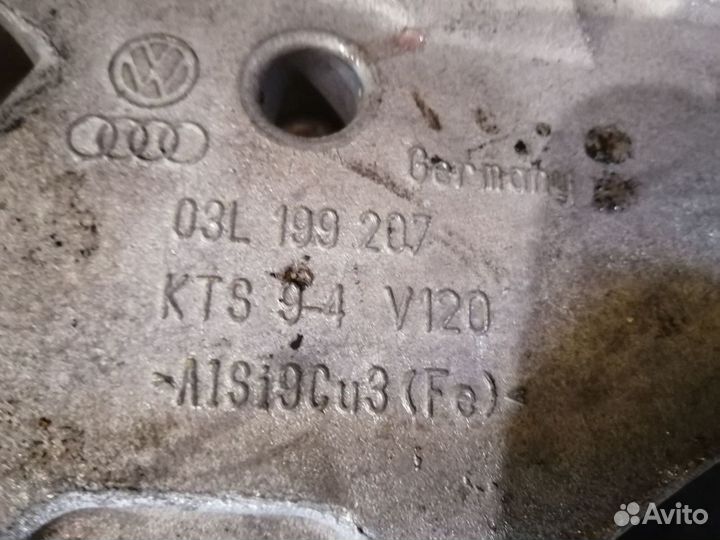 Germany
03L 199 207
KTS 9-4 V120
>AlSi9Cu3(Fe)<
Avito